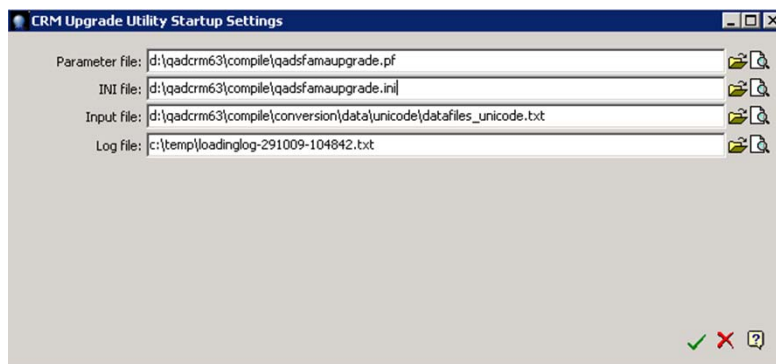 CRM Upgrade Utility Startup Settings
Parameter file: d:\qadcrm63\compile\qadsfamaupgrade.pf
INI file: d:\qadcrm63\compile\qadsfamaupgrade.ini
Input file: d:\qadcrm63\compile\conversion\data\unicode\datafiles_unicode.txt
Log file: c:\temp\loadinglog-291009-104842.txt